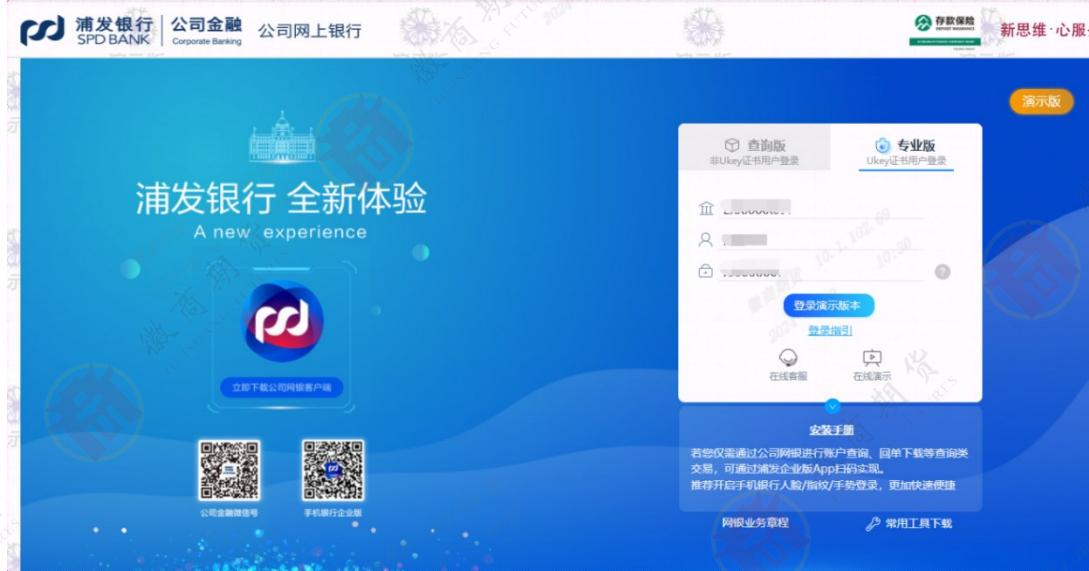 浦发银行
SPD BANK
公司金融
Corporate Banking
公司网上银行
存款保险
DEPOSIT INSURANCE
新思维·心服
演示版
浦发银行 全新体验
A new experience
立即下载公司网银客户端
公司金融微信号
手机银行企业版
查询版
非Ukey证书用户登录
专业版
Ukey证书用户登录
登录演示版本
登录指引
在线客服
在线演示
安装手册
若您仅需通过公司网银进行账户查询、回单下载等查询类
交易，可通过浦发企业版App扫码实现。
推荐开启手机银行人脸/指纹/手势登录，更加快速便捷
网银业务章程
常用工具下载
徽商期货